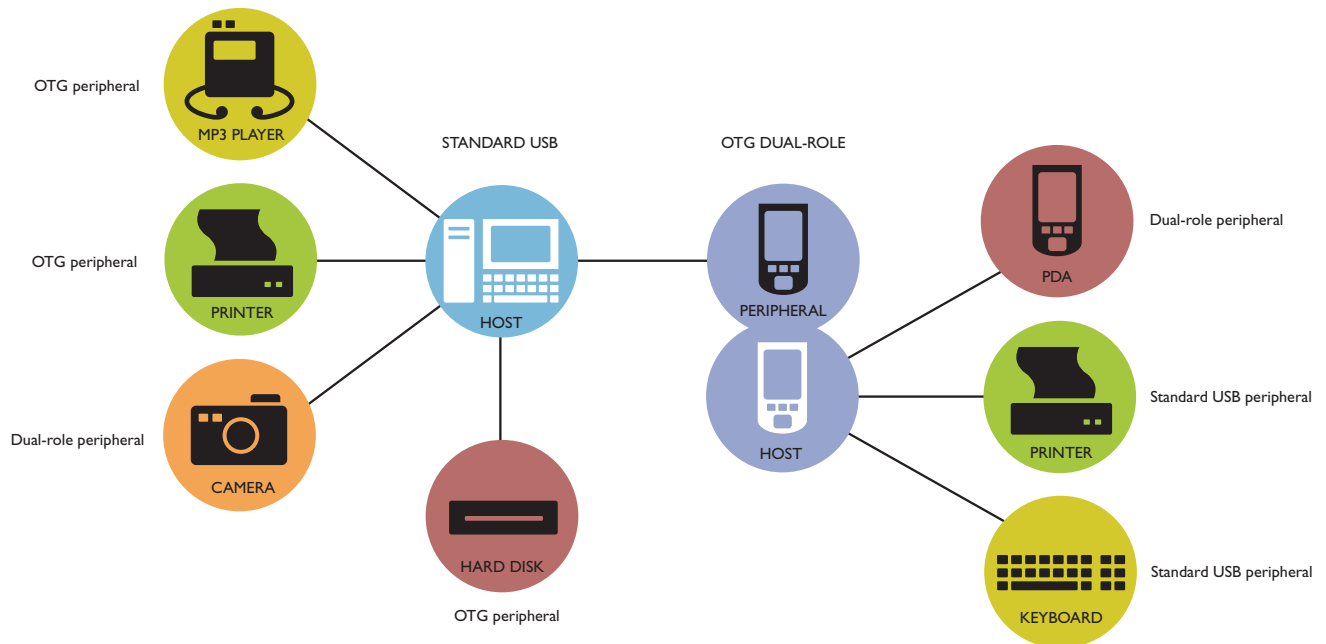 OTG peripheral
MP3 PLAYER
STANDARD USB
OTG DUAL-ROLE
Dual-role peripheral
OTG peripheral
PDA
PRINTER
PERIPHERAL
HOST
Standard USB peripheral
Dual-role peripheral
HOST
PRINTER
CAMERA
HARD DISK
Standard USB peripheral
OTG peripheral
KEYBOARD